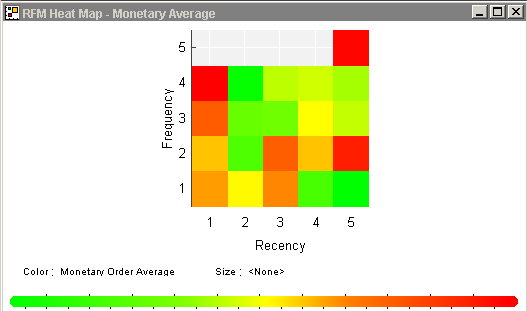 RFM Heat Map - Monetary Average
5
4
3
2
1
Frequency
1 2 3 4 5
Recency
Color : Monetary Order Average Size : <None>